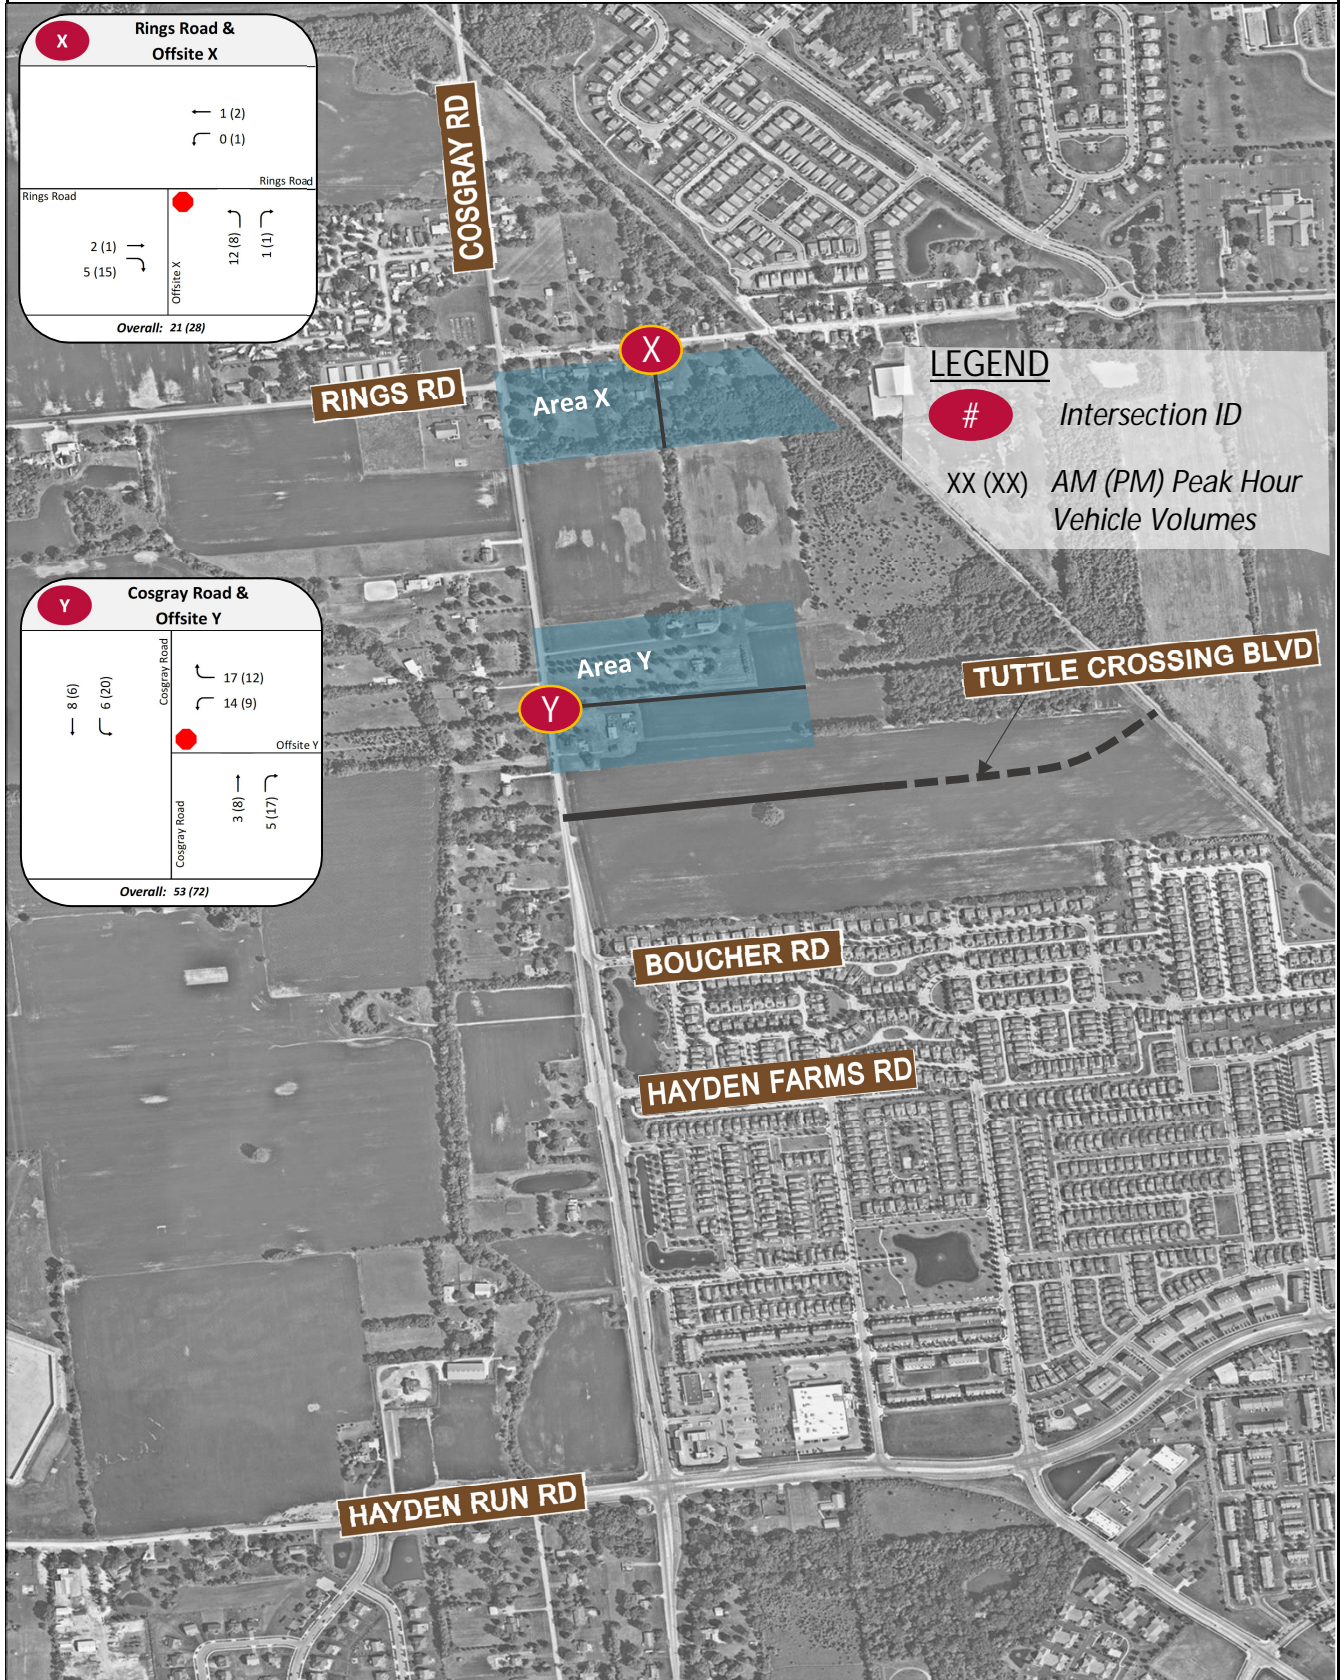 X
Rings Road &
Offsite X
1 (2)
0 (1)
Rings Road
Rings Road
2 (1)
5 (15)
Offsite X
12 (8)
1 (1)
Overall: 21 (28)
COSGRAY RD
X
RINGS RD
Area X
LEGEND
# Intersection ID
XX (XX) AM (PM) Peak Hour
Vehicle Volumes
Y
Cosgray Road &
Offsite Y
8 (6)
6 (20)
Cosgray Road
17 (12)
14 (9)
Offsite Y
Cosgray Road
3 (8)
5 (17)
Overall: 53 (72)
Area Y
Y
TUTTLE CROSSING BLVD
BOUCHER RD
HAYDEN FARMS RD
HAYDEN RUN RD